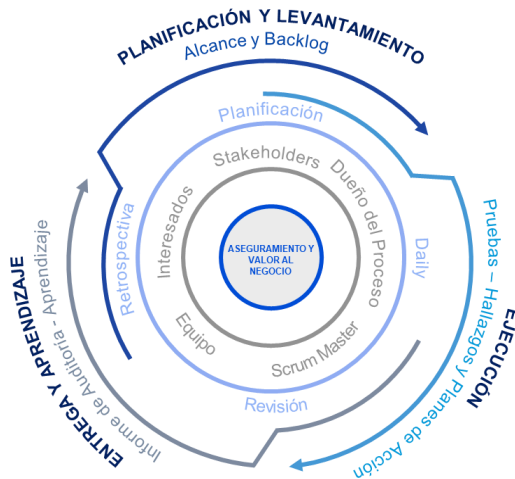 PLANIFICACIÓN Y LEVANTAMIENTO
Alcance y Backlog
Planificación
Stakeholders
Dueño del Proceso
Interesados
Equipo
Scrum Master
ASEGURAMIENTO Y
VALOR AL
NEGOCIO
Retrospectiva
Daily
Revisión
Pruebas – Hallazgos y Planes de Acción
EJECUCIÓN
Informe de Auditoría - Aprendizaje
ENTREGA Y APRENDIZAJE